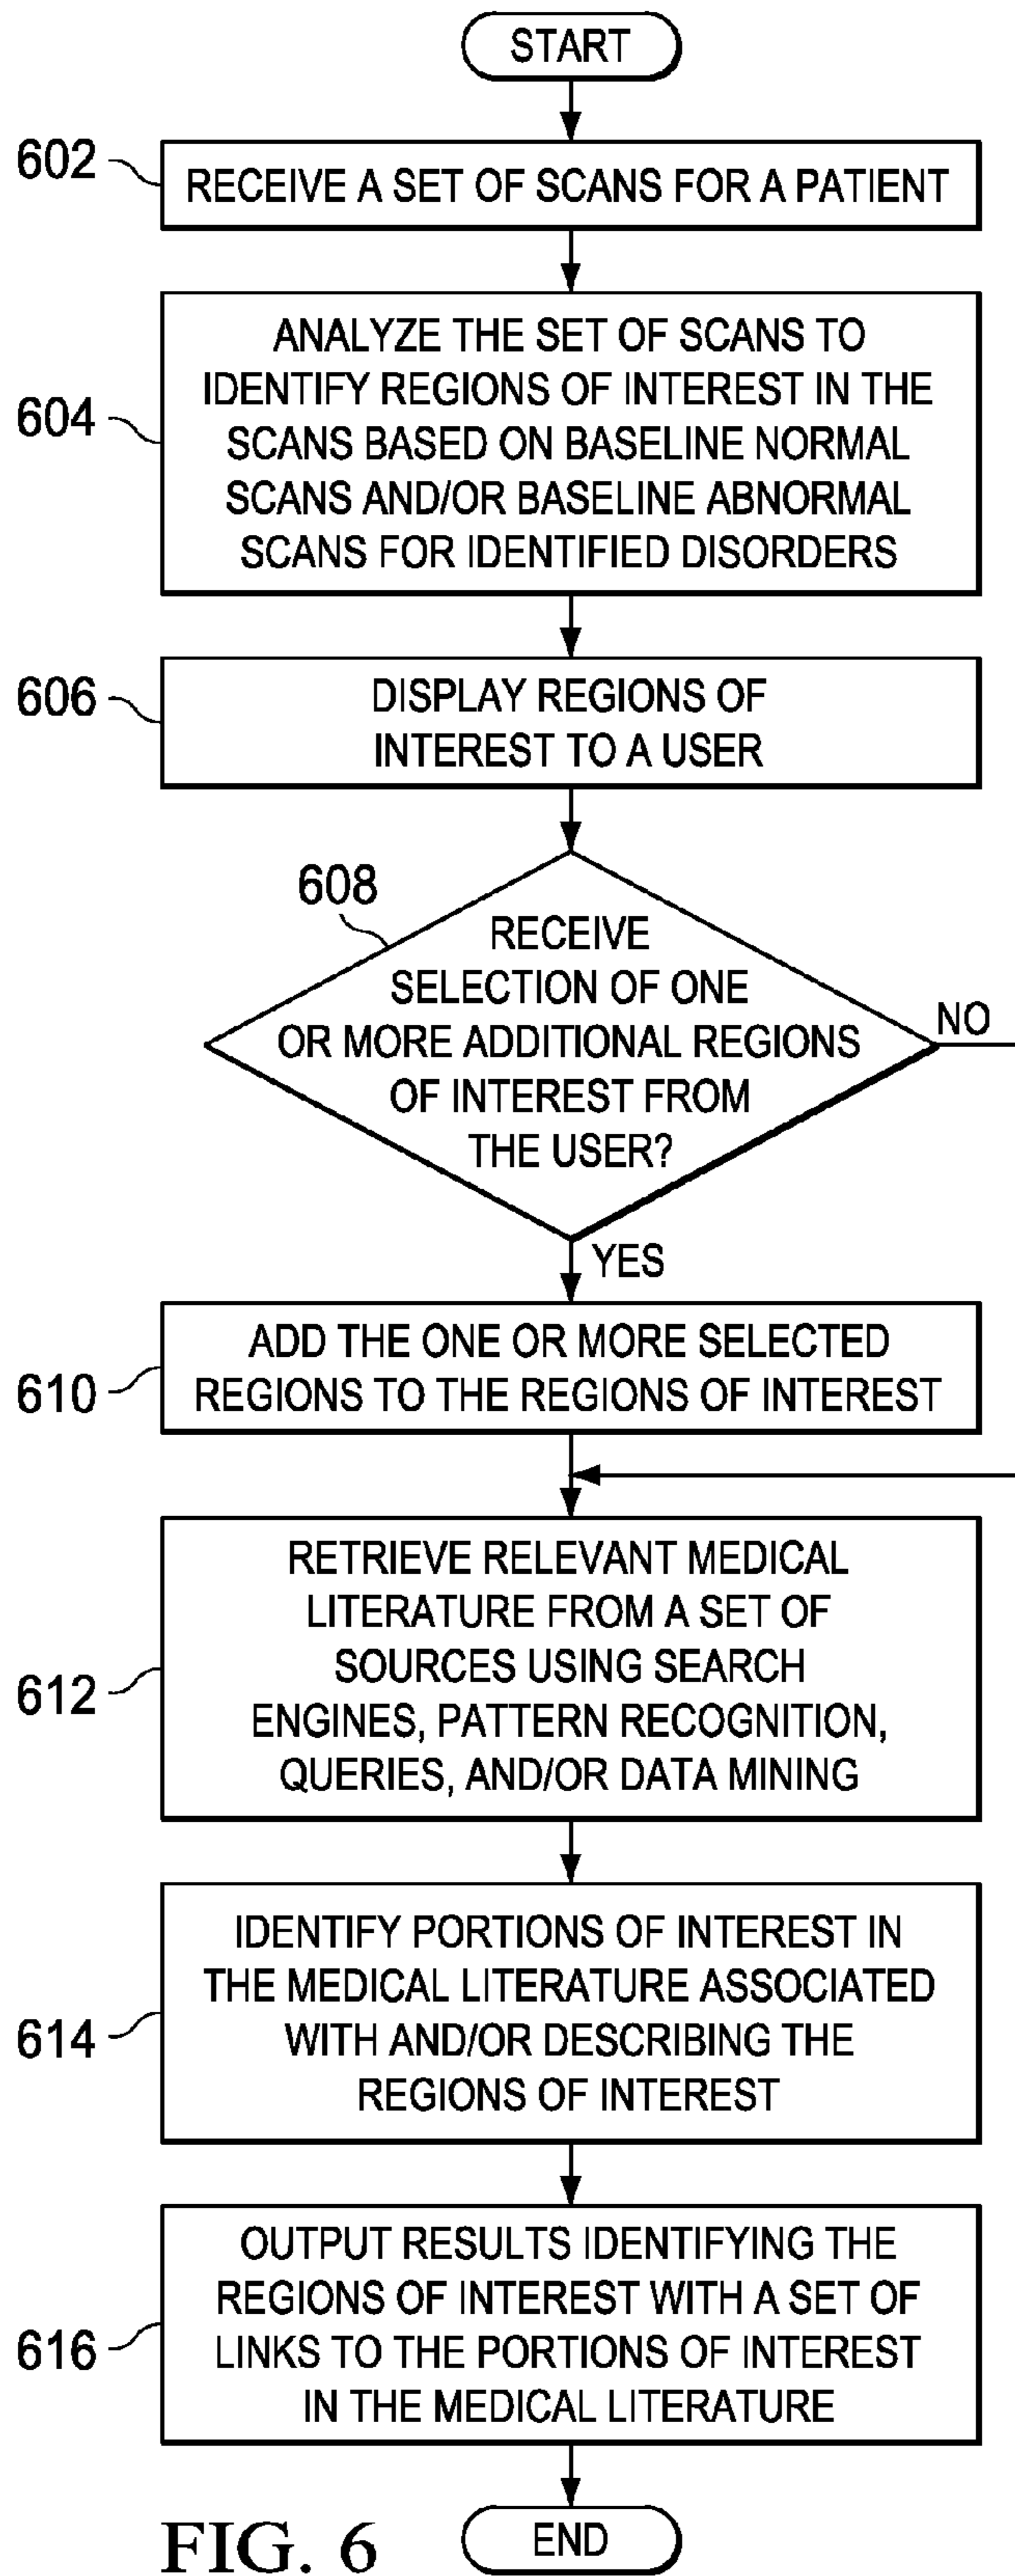 START
602
RECEIVE A SET OF SCANS FOR A PATIENT
604
ANALYZE THE SET OF SCANS TO
IDENTIFY REGIONS OF INTEREST IN THE
SCANS BASED ON BASELINE NORMAL
SCANS AND/OR BASELINE ABNORMAL
SCANS FOR IDENTIFIED DISORDERS
606
DISPLAY REGIONS OF
INTEREST TO A USER
608
RECEIVE
SELECTION OF ONE
OR MORE ADDITIONAL REGIONS
OF INTEREST FROM
THE USER?
NO
YES
610
ADD THE ONE OR MORE SELECTED
REGIONS TO THE REGIONS OF INTEREST
612
RETRIEVE RELEVANT MEDICAL
LITERATURE FROM A SET OF
SOURCES USING SEARCH
ENGINES, PATTERN RECOGNITION,
QUERIES, AND/OR DATA MINING
614
IDENTIFY PORTIONS OF INTEREST IN
THE MEDICAL LITERATURE ASSOCIATED
WITH AND/OR DESCRIBING THE
REGIONS OF INTEREST
616
OUTPUT RESULTS IDENTIFYING THE
REGIONS OF INTEREST WITH A SET OF
LINKS TO THE PORTIONS OF INTEREST
IN THE MEDICAL LITERATURE
FIG. 6
END